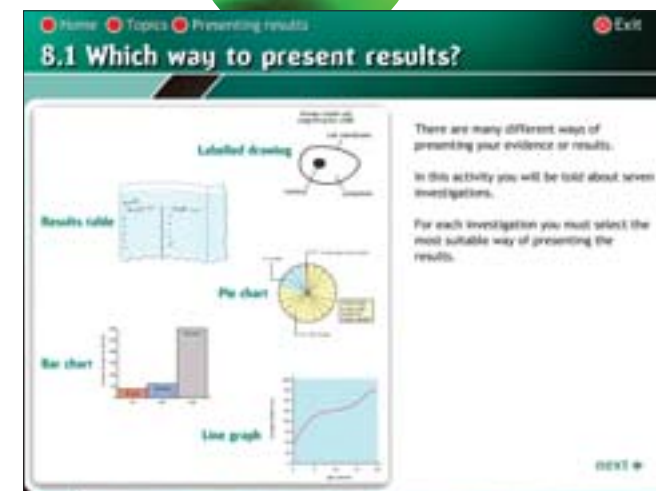 Home Topics Presenting results
Exit
8.1 Which way to present results?
Labelled drawing
Results table
Pie chart
Bar chart
Line graph
There are many different ways of
presenting your evidence or results.
In this activity you will be told about seven
investigations.
For each investigation you must select the
most suitable way of presenting the
results.
next